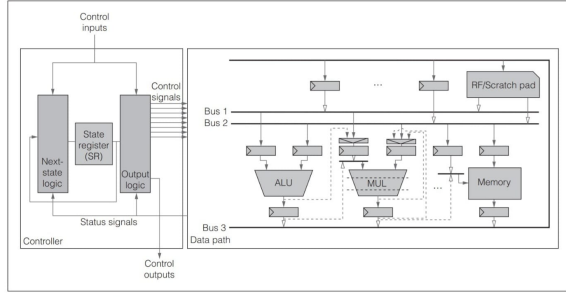 Control
inputs
Control
signals
RF/Scratch pad
Bus 1
Bus 2
State
register
(SR)
Next-
state
logic
Output
logic
ALU
MUL
Memory
...
...
Status signals
Bus 3
Controller
Data path
Control
outputs